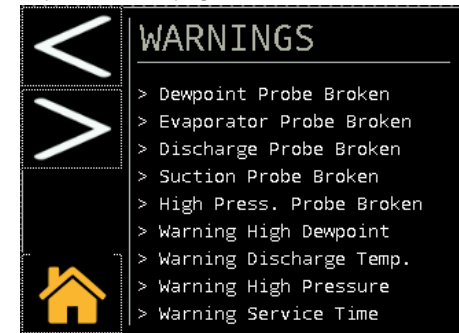 WARNINGS
> Dewpoint Probe Broken
> Evaporator Probe Broken
> Discharge Probe Broken
> Suction Probe Broken
> High Press. Probe Broken
> Warning High Dewpoint
> Warning Discharge Temp.
> Warning High Pressure
> Warning Service Time